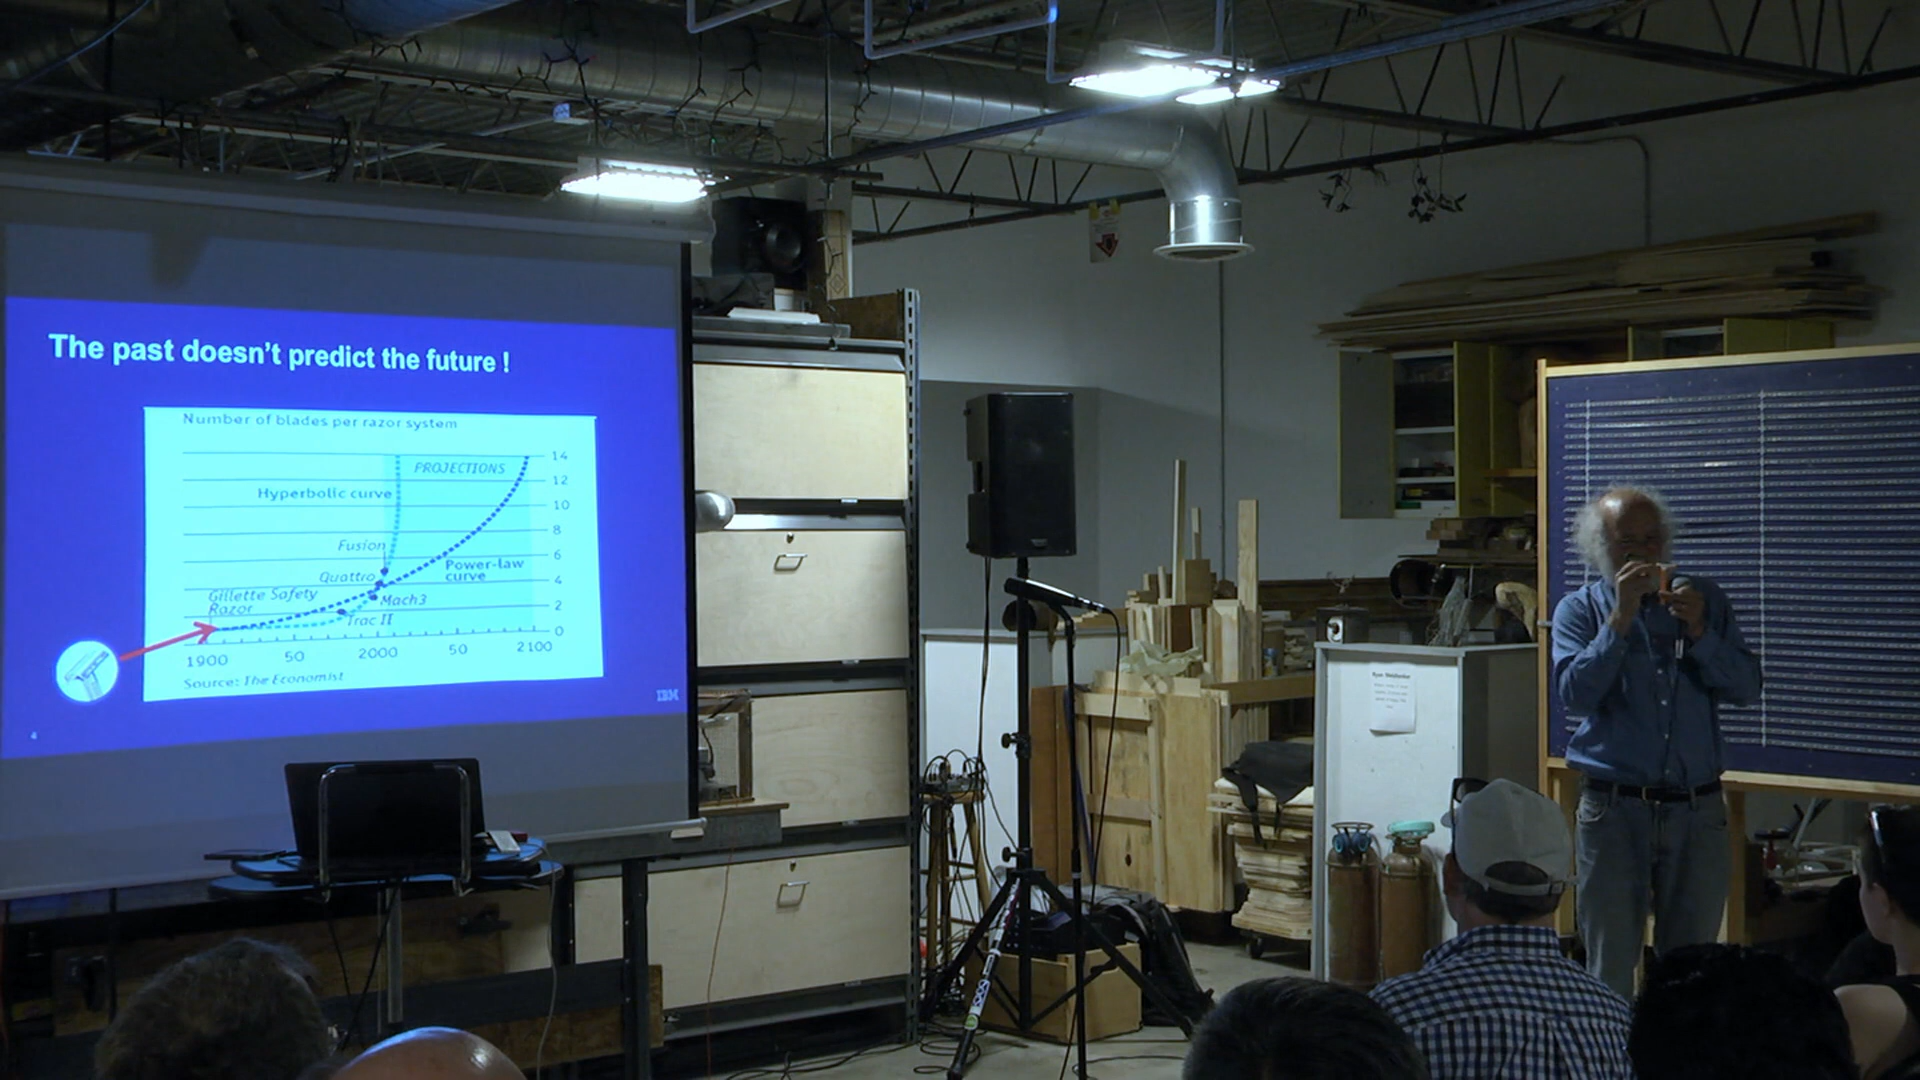 The past doesn't predict the future !
Number of blades per razor system
14
PROJECTIONS
12
Hyperbolic curve
10
8
Fusion
6
Power-law
curve
Quattro
4
Gillette Safety
Razor
Mach3
2
Trac II
0
1900
50
2000
50
2100
Source: The Economist
IBM
4